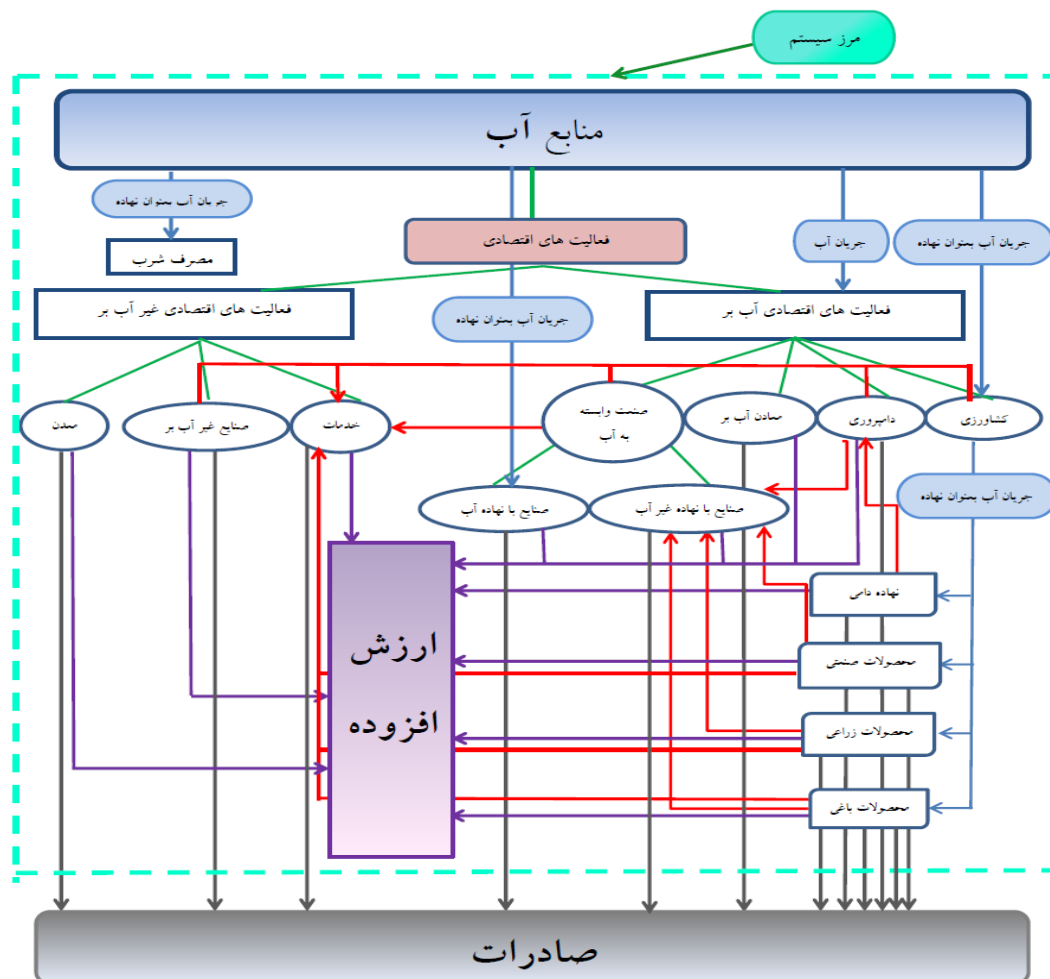 مرز سیستم
منابع آب
جریان آب بعنوان نهاده
مصرف شرب
فعالیت های اقتصادی
جریان آب
جریان آب بعنوان نهاده
فعالیت های اقتصادی غیر آب بر
جریان آب بعنوان نهاده
فعالیت های اقتصادی آب بر
معدن
صنایع غیر آب بر
خدمات
صنعت وابسته
به آب
معادن آب بر
دامپروری
کشاورزی
صنایع با نهاده آب
صنایع با نهاده غیر آب
جریان آب بعنوان نهاده
ارزش
افزوده
نهاده دامی
محصولات صنعتی
محصولات زراعی
محصولات باغی
صادرات